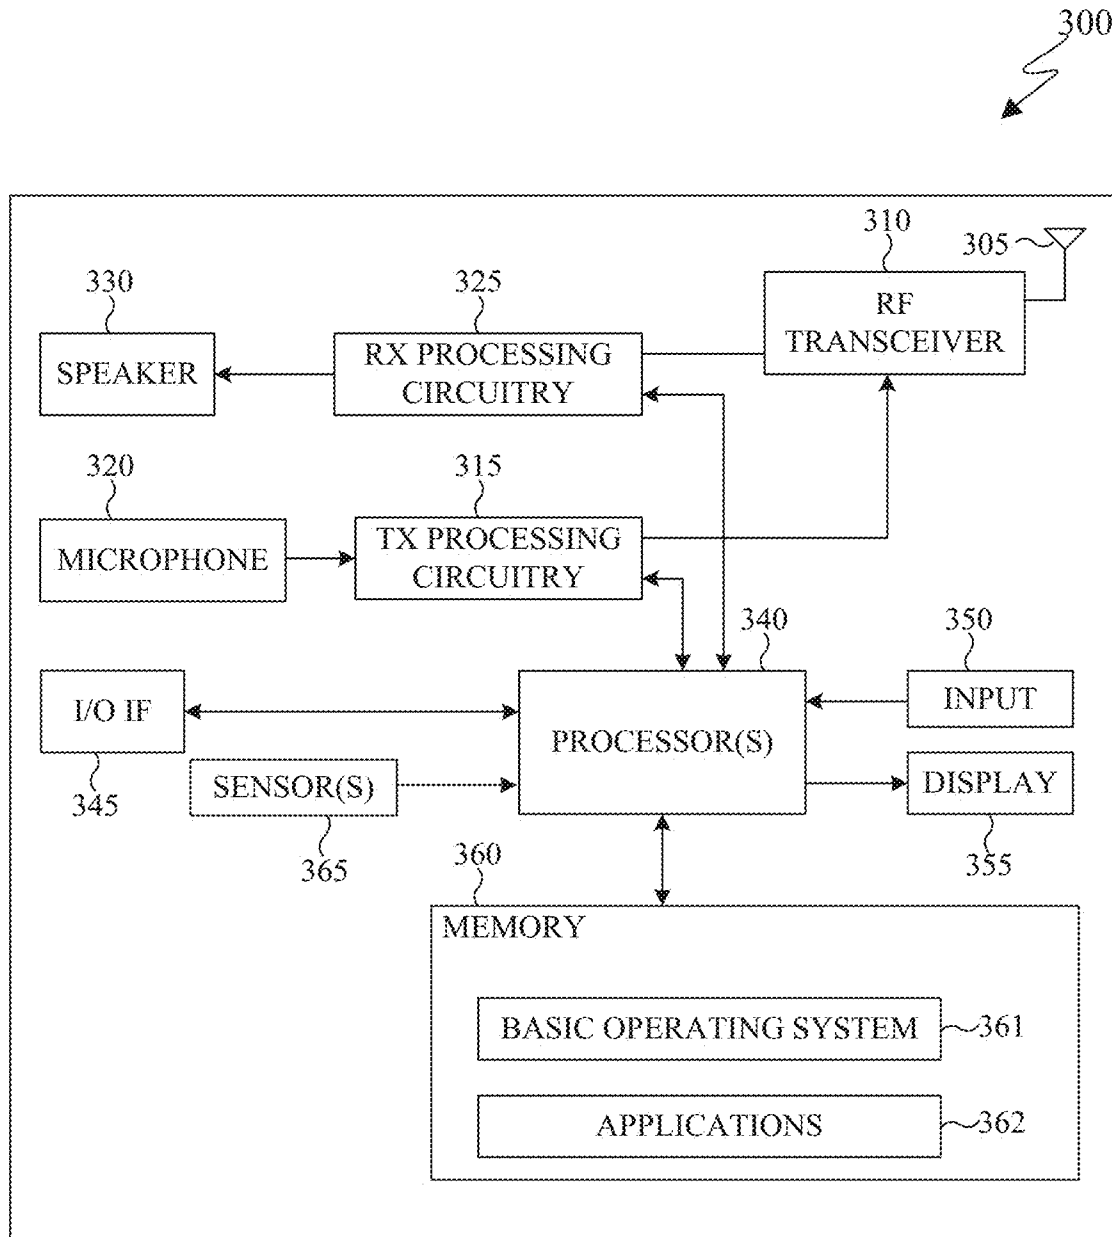 300
310
305
330
325
RF
TRANSCEIVER
SPEAKER
RX PROCESSING
CIRCUITRY
320
315
MICROPHONE
TX PROCESSING
CIRCUITRY
340
350
I/O IF
PROCESSOR(S)
INPUT
345
SENSOR(S)
DISPLAY
365
360
355
MEMORY
BASIC OPERATING SYSTEM
361
APPLICATIONS
362